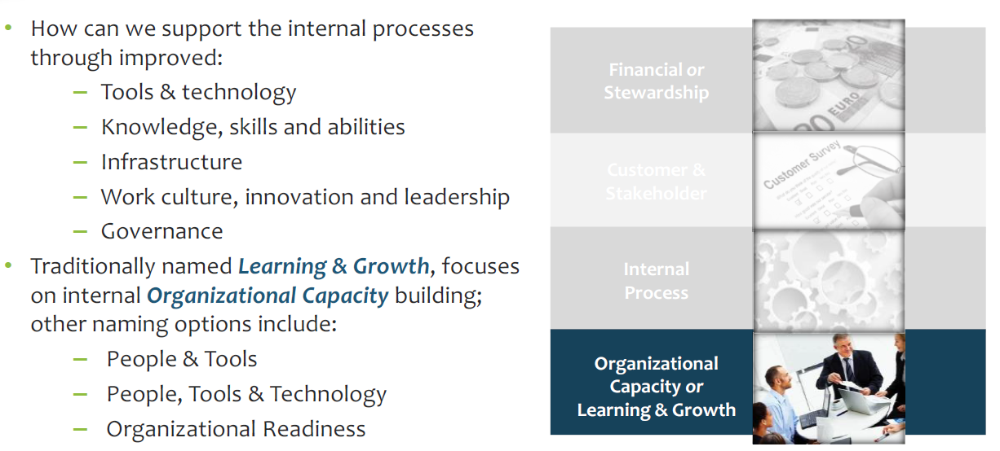 • How can we support the internal processes
through improved:
– Tools & technology
– Knowledge, skills and abilities
– Infrastructure
– Work culture, innovation and leadership
– Governance
• Traditionally named Learning & Growth, focuses
on internal Organizational Capacity building;
other naming options include:
– People & Tools
– People, Tools & Technology
– Organizational Readiness
Financial or
Stewardship
20
EURO
Customer &
Stakeholder
Customer Survey
Internal
Process
Organizational
Capacity or
Learning & Growth